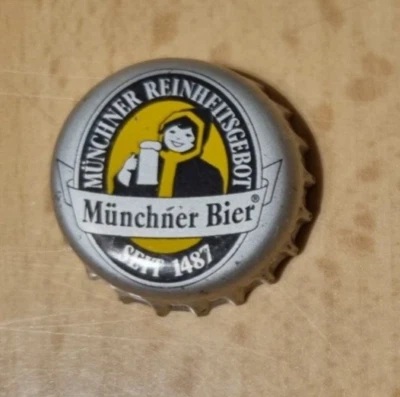 MÜNCHNER REINHEITSGEBOT
Münchner Bier®
SEIT 1487